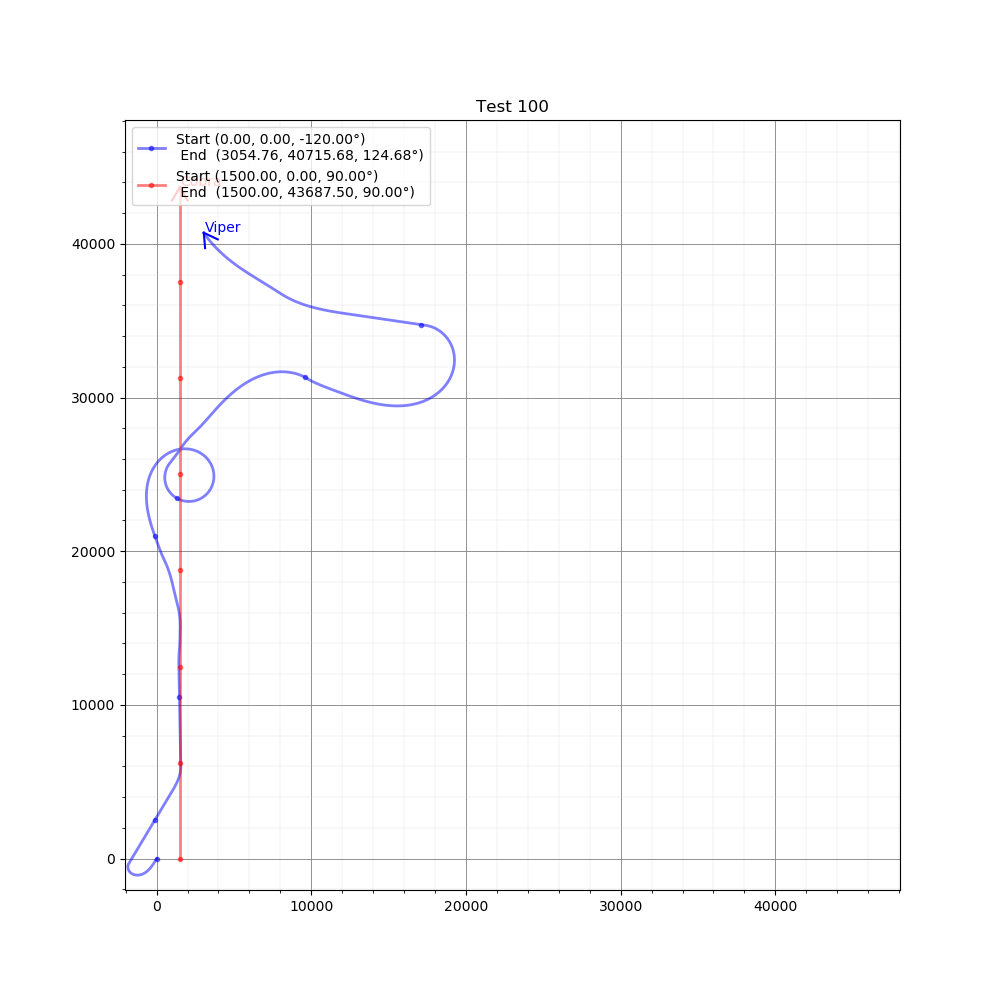 Test 100
Start (0.00, 0.00, -120.00°)
End  (3054.76, 40715.68, 124.68°)
Start (1500.00, 0.00, 90.00°)
End  (1500.00, 43687.50, 90.00°)
Viper
40000
30000
20000
10000
0
0 10000 20000 30000 40000